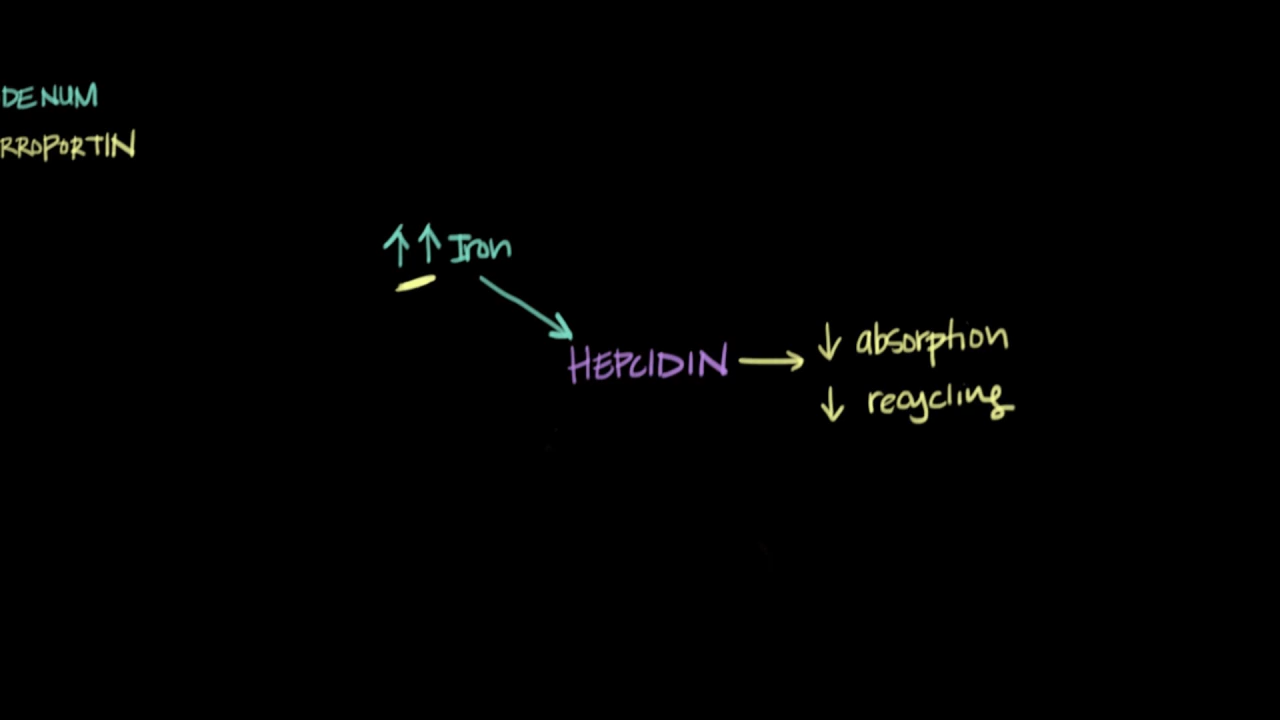 DENUM
RROPORTIN
↑↑ Iron
HEPCIDIN → ↓ absorption
↓ recycling